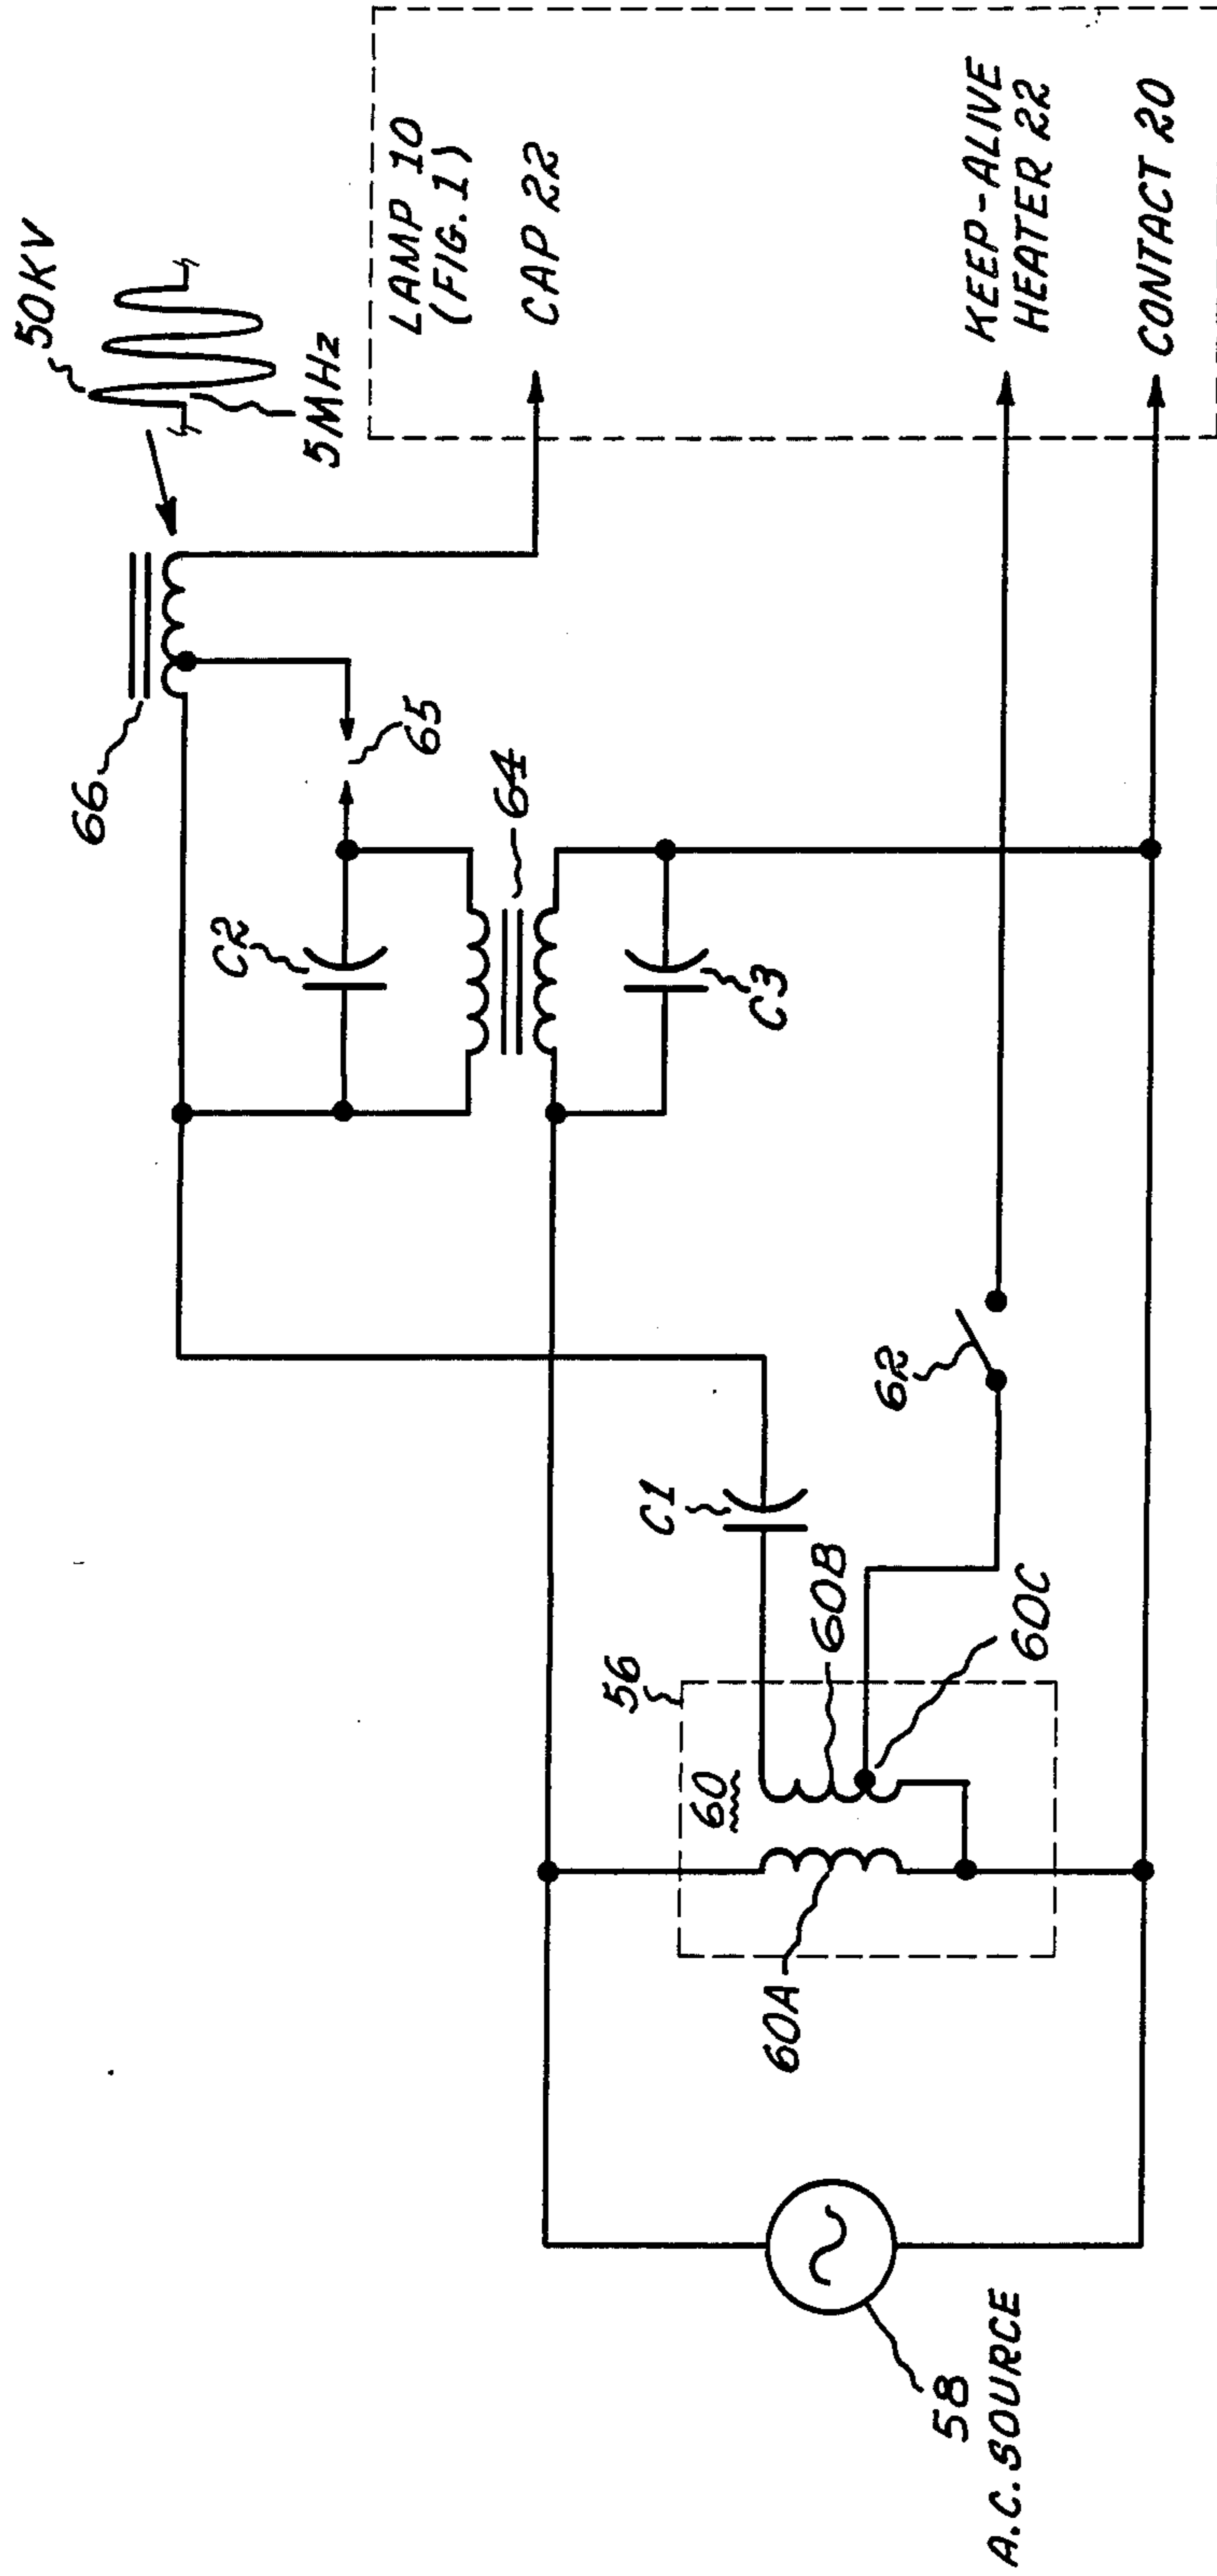 50KV
5MHz
66
LAMP 10
(FIG. 1)
CAP 22
65
C2
64
C3
KEEP-ALIVE
HEATER 22
CONTACT 20
62
C1
56
60
60B
60C
60A
58
A.C. SOURCE